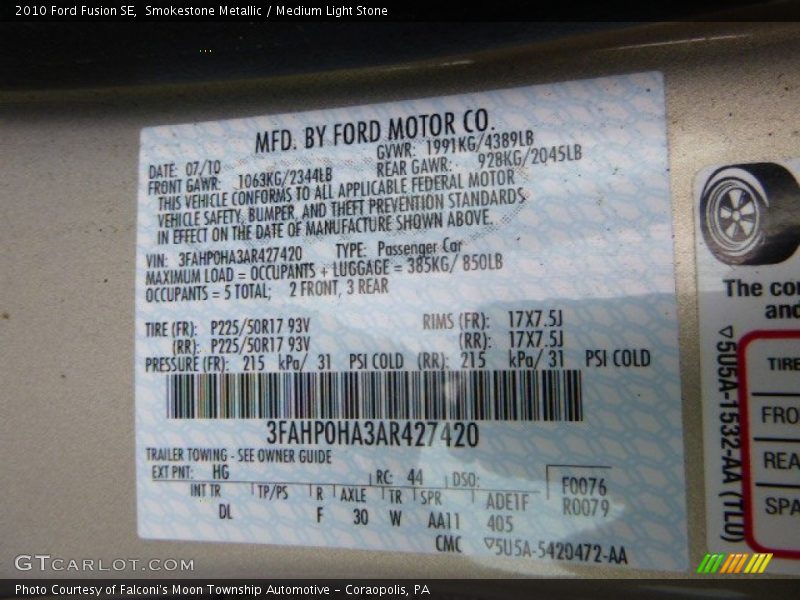 2010 Ford Fusion SE, Smokestone Metallic / Medium Light Stone
MFD. BY FORD MOTOR CO.
DATE: 07/10 GVWR: 1991KG/4389LB
FRONT GAWR: 1063KG/2344LB REAR GAWR: 928KG/2045LB
THIS VEHICLE CONFORMS TO ALL APPLICABLE FEDERAL MOTOR
VEHICLE SAFETY, BUMPER, AND THEFT PREVENTION STANDARDS
IN EFFECT ON THE DATE OF MANUFACTURE SHOWN ABOVE.
VIN: 3FAHP0HA3AR427420 TYPE: Passenger Car
MAXIMUM LOAD = OCCUPANTS + LUGGAGE = 385KG/ 850LB
OCCUPANTS = 5 TOTAL; 2 FRONT, 3 REAR
TIRE (FR): P225/50R17 93V RIMS (FR): 17X7.5J
(RR): P225/50R17 93V (RR): 17X7.5J
PRESSURE (FR): 215 kPa/ 31 PSI COLD (RR): 215 kPa/ 31 PSI COLD
3FAHP0HA3AR427420
TRAILER TOWING - SEE OWNER GUIDE
EXT PNT: HG RC: 44 DSO: F0076
INT TR TP/PS R AXLE TR SPR ADE1F R0079
DL F 30 W AA11 405
CMC ▽5U5A-5420472-AA
The co
and
▽5U5A-1532-AA (TLD)
TIRE
FRO
REA
SPA
GTCARLOT.COM
Photo Courtesy of Falconi's Moon Township Automotive – Coraopolis, PA